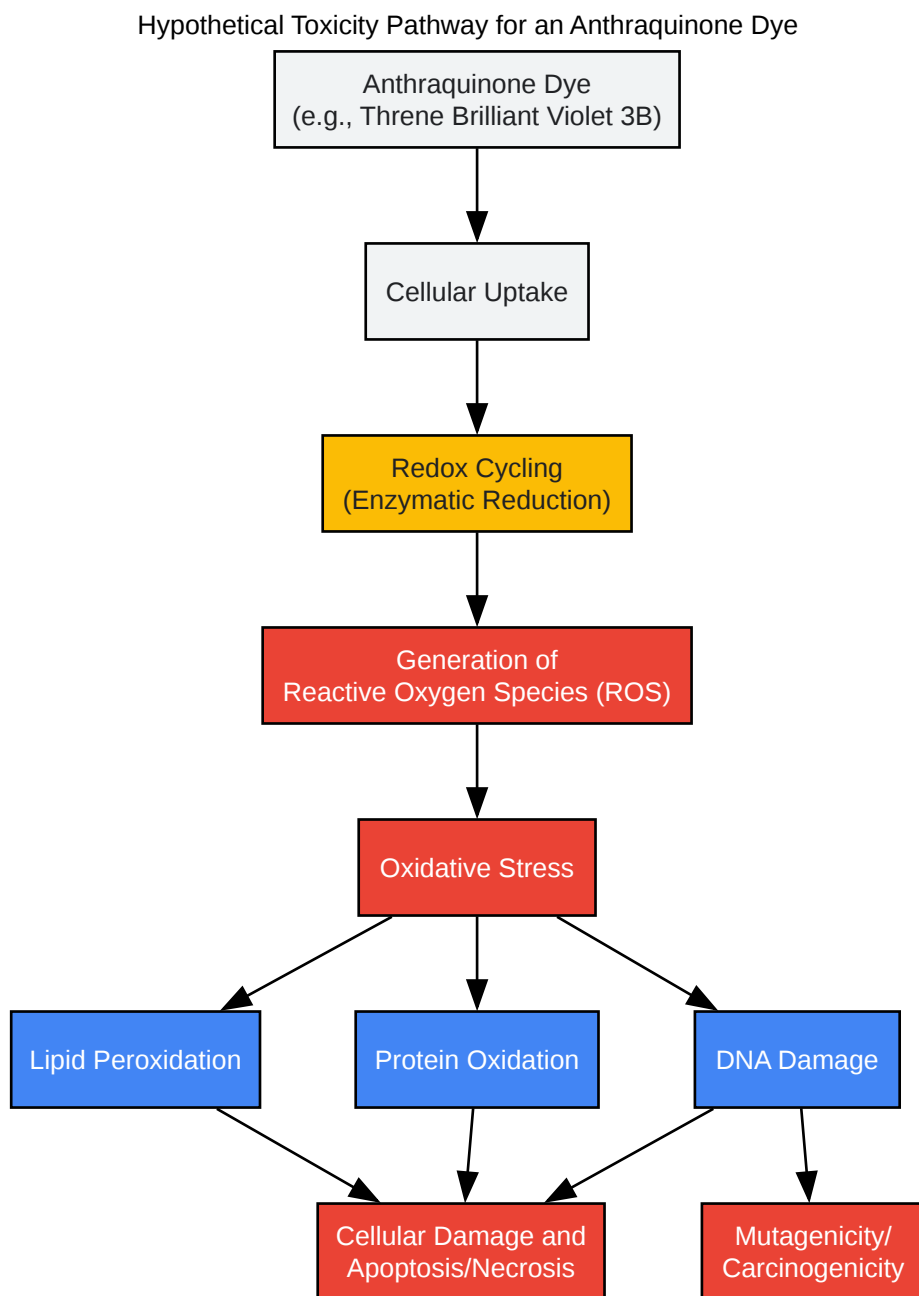 Hypothetical Toxicity Pathway for an Anthraquinone Dye
Anthraquinone Dye
(e.g., Threne Brilliant Violet 3B)
Cellular Uptake
Redox Cycling
(Enzymatic Reduction)
Generation of
Reactive Oxygen Species (ROS)
Oxidative Stress
Lipid Peroxidation
Protein Oxidation
DNA Damage
Cellular Damage and
Apoptosis/Necrosis
Mutagenicity/
Carcinogenicity